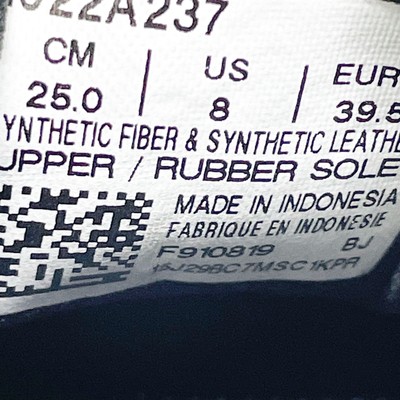 1022A237
CM | US | EUR
25.0 | 8 | 39.5
YNTHETIC FIBER & SYNTHETIC LEATHE
UPPER / RUBBER SOLE
MADE IN INDONESIA
FABRIQUE EN INDONESIE
F910819 BJ